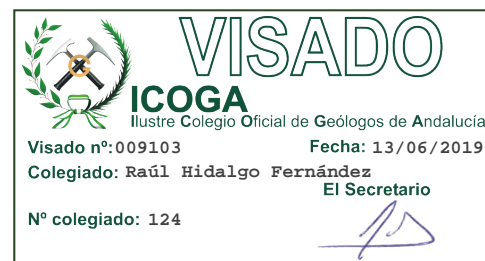 VISADO
ICOGA
Ilustre Colegio Oficial de Geólogos de Andalucía
Visado nº:009103 Fecha: 13/06/2019
Colegiado: Raúl Hidalgo Fernández
El Secretario
Nº colegiado: 124